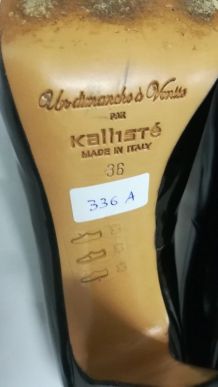 Un dimanche à Venise
PAR
Kallisté
MADE IN ITALY
36
336 A